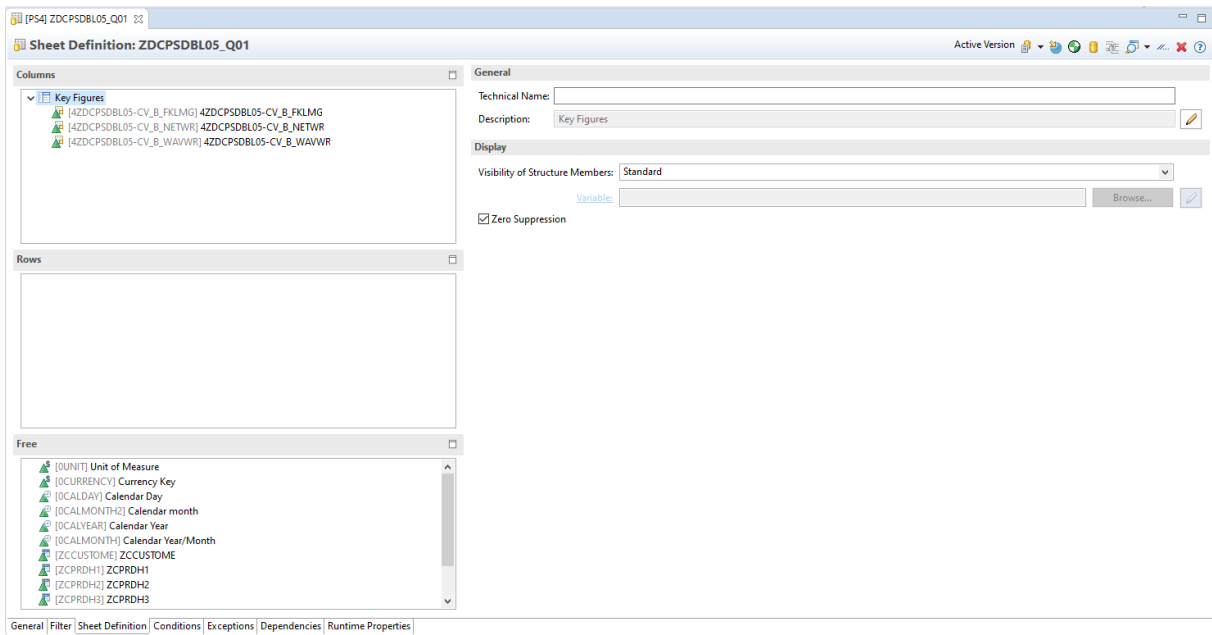 [PS4] ZDCPSDBL05_Q01
Sheet Definition: ZDCPSDBL05_Q01
Active Version
Columns
Key Figures
[4ZDCPSDBL05-CV_B_FKLMG] 4ZDCPSDBL05-CV_B_FKLMG
[4ZDCPSDBL05-CV_B_NETWR] 4ZDCPSDBL05-CV_B_NETWR
[4ZDCPSDBL05-CV_B_WAVWR] 4ZDCPSDBL05-CV_B_WAVWR
Rows
Free
[0UNIT] Unit of Measure
[0CURRENCY] Currency Key
[0CALDAY] Calendar Day
[0CALMONTH2] Calendar month
[0CALYEAR] Calendar Year
[0CALMONTH] Calendar Year/Month
[ZCCUSTOME] ZCCUSTOME
[ZCPRDH1] ZCPRDH1
[ZCPRDH2] ZCPRDH2
[ZCPRDH3] ZCPRDH3
General
Technical Name:
Description: Key Figures
Display
Visibility of Structure Members: Standard
Variable: Browse...
Zero Suppression
General Filter Sheet Definition Conditions Exceptions Dependencies Runtime Properties